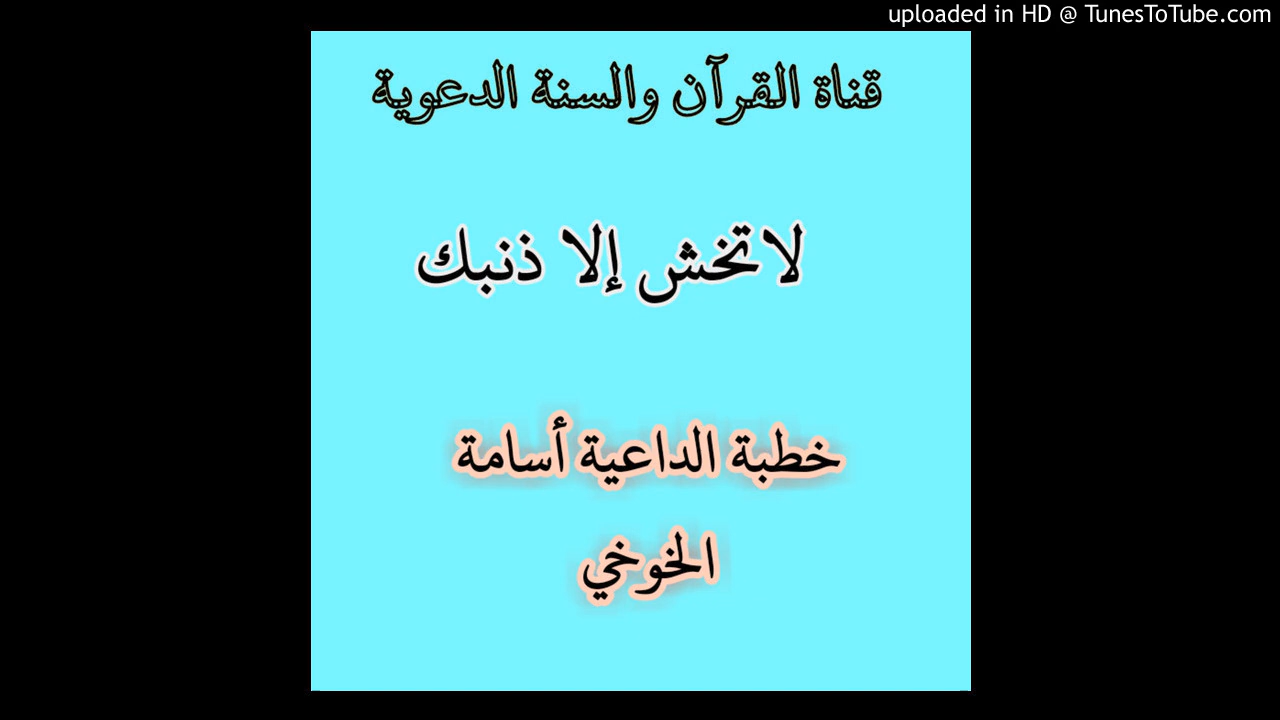 uploaded in HD @ TunesToTube.com
قناة القرآن والسنة الدعوية
لاتخش إلا ذنبك
خطبة الداعية أسامة
الخوخي